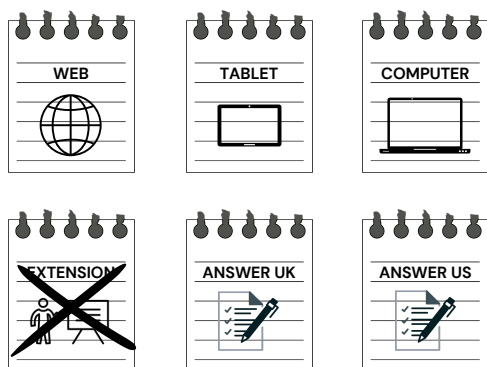 WEB
TABLET
COMPUTER
EXTENSION
ANSWER UK
ANSWER US